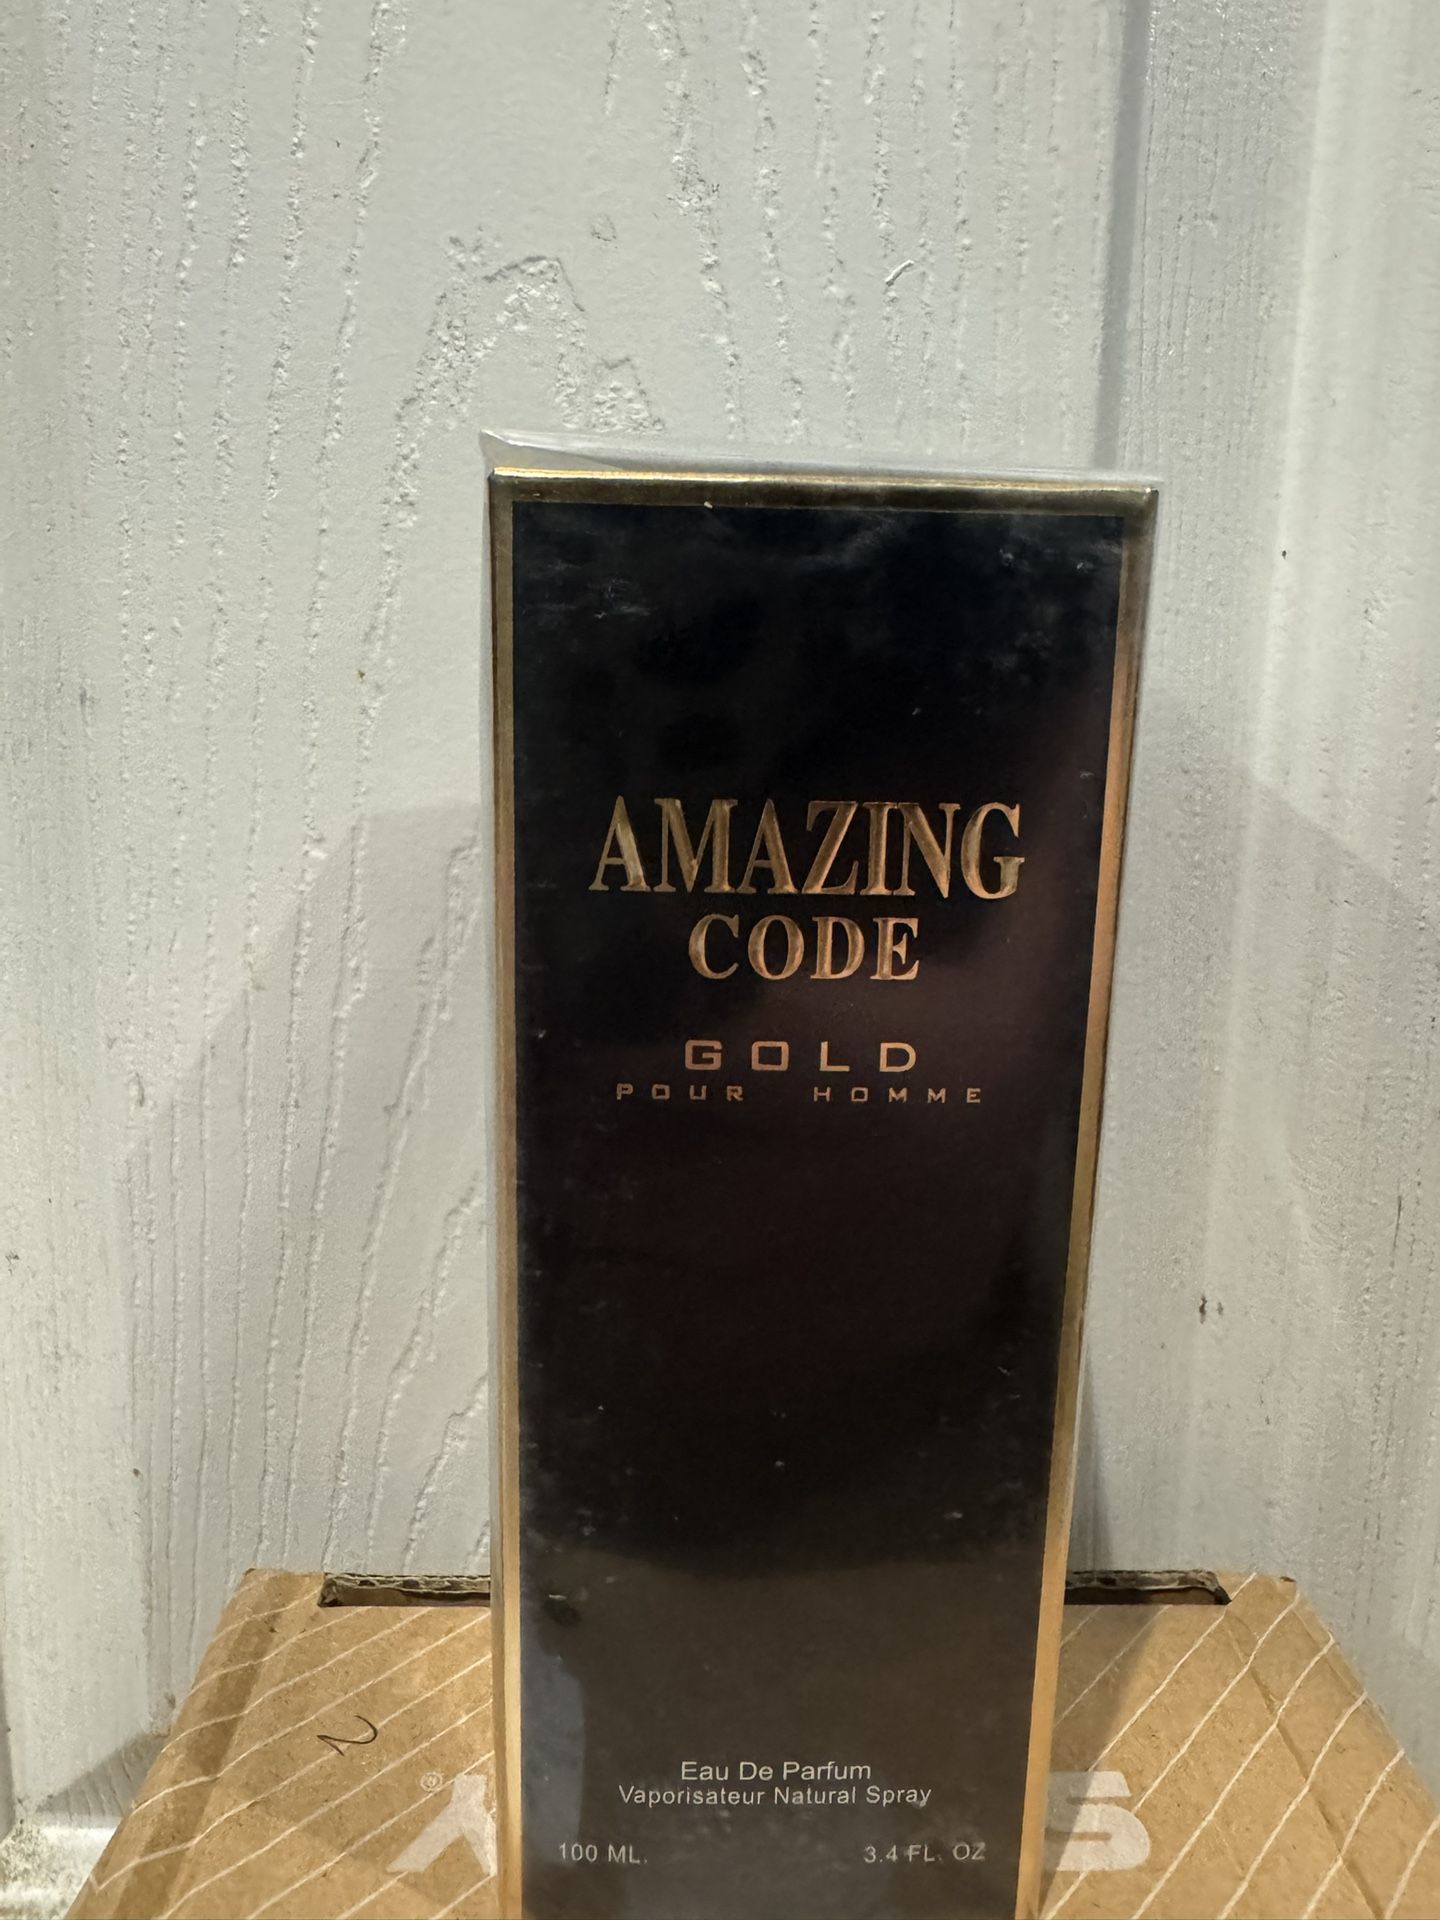 AMAZING
CODE
GOLD
POUR HOMME
Eau De Parfum
Vaporisateur Natural Spray
100 ML. 3.4 FL. OZ